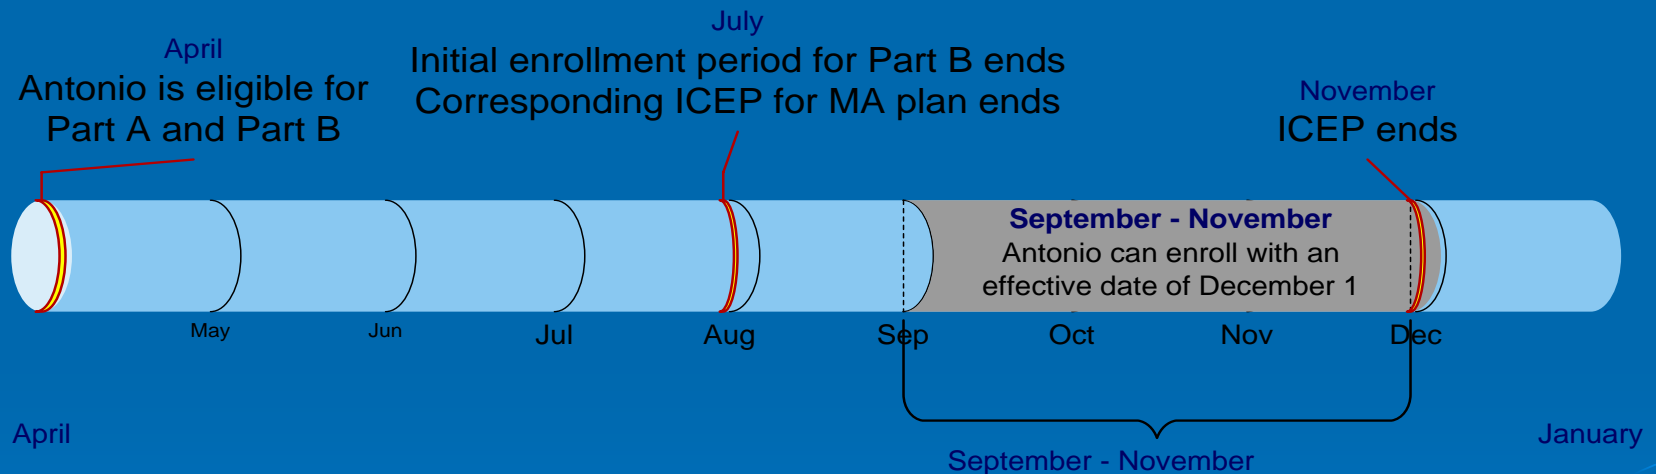 April
Antonio is eligible for
Part A and Part B
July
Initial enrollment period for Part B ends
Corresponding ICEP for MA plan ends
November
ICEP ends
September - November
Antonio can enroll with an
effective date of December 1
May
Jun
Jul
Aug
Sep
Oct
Nov
Dec
April
January
September - November